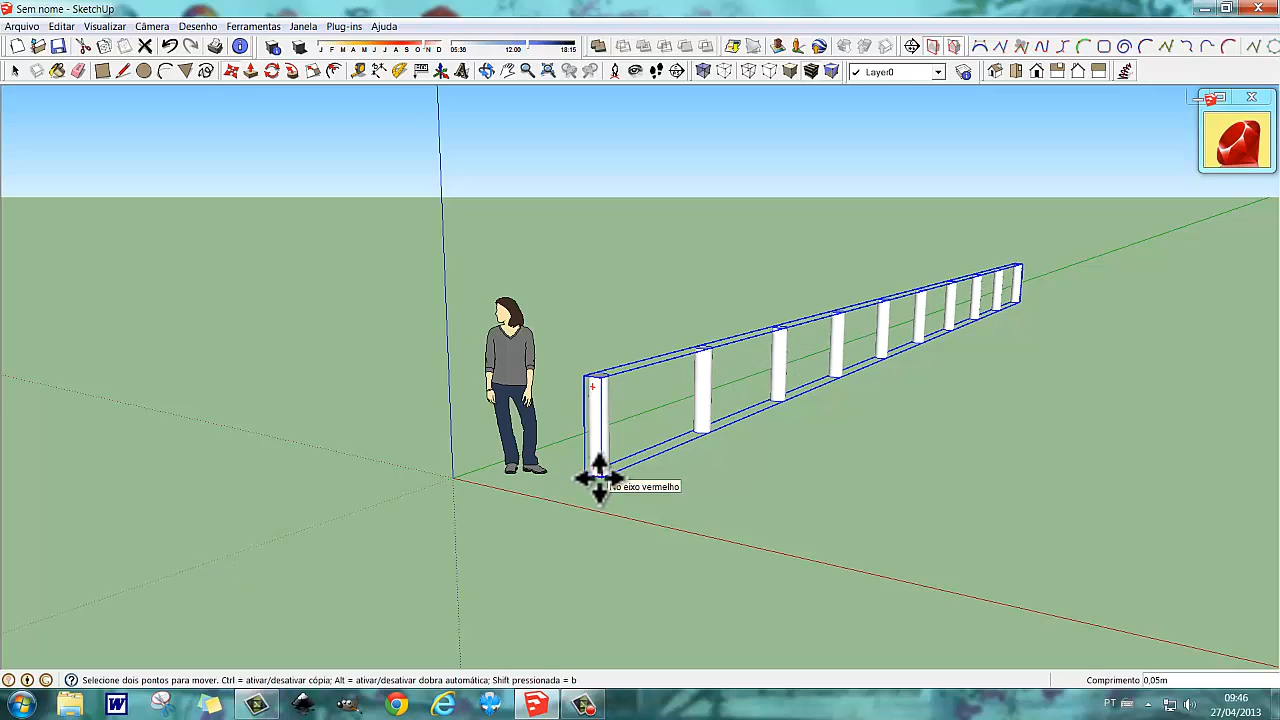 Sem nome - SketchUp
Arquivo Editar Visualizar Câmera Desenho Ferramentas Janela Plug-ins Ajuda
J F M A M J J A S O N D 05:30 12:00 18:15
Layer0
No eixo vermelho
Selecione dois pontos para mover. Ctrl = ativar/desativar cópia; Alt = ativar/desativar dobra automática; Shift pressionada = b
Comprimento 0,05m
PT
09:46
27/04/2013